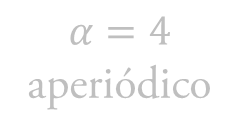 α = 4
aperiódico